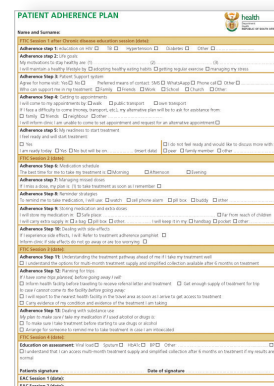 PATIENT ADHERENCE PLAN
health
Name and Surname:
FTIC Session 1 after Chronic disease education session (date):
Adherence step 1: education on HIV ☐ TB ☐ Hypertension ☐ Diabetes ☐ Other ☐
Adherence step 2: Life goals
My motivations to stay healthy are: (1) (2) (3)
I will maintain a healthy lifestyle by ☐ adopting healthy eating habits ☐ getting regular exercise ☐ managing my stress
Adherence Step 3: Patient Support system
Agree for home visit: Yes ☐ No ☐ Preferred means of contact: SMS ☐ WhatsApp ☐ Phone call ☐ Other ☐
Who can support me in my treatment: ☐ Family ☐ Friends ☐ Work ☐ School ☐ Church ☐ Other:
Adherence Step 4: Getting to appointments
I will come to my appointments by ☐ walk ☐ public transport ☐ own transport
If I have a difficulty to come (money, transport, etc.), my alternative plan will be to ask for assistance from:
☐ family ☐ friends ☐ neighbour ☐ other
I will inform clinic I am unable to come to set appointment and request for an alternative appointment ☐
Adherence Step 5: My readiness to start treatment
I feel ready and will start treatment:
Yes ☐ ☐ I do not feel ready and would like to discuss more with
I am ready today ☐ Yes ☐ No but will be on (insert date) ☐ peer ☐ family member ☐ other
FTIC Session 2 (date):
Adherence Step 6: Medication schedule
The best time for me to take my treatment is: ☐ Morning ☐ Afternoon ☐ Evening
Adherence Step 7: Managing missed doses
If I miss a dose, my plan is: (1) to take treatment as soon as I remember ☐
Adherence Step 8: Reminder strategies
To remind me to take medication, I will use ☐ watch ☐ cell phone alarm ☐ pill box ☐ buddy ☐ other
Adherence Step 9: Storing medication and extra doses
I will store my medication in ☐ Safe place ☐ Far from reach of children
I will carry extra supply in ☐ a bag ☐ pill box ☐ other: I will keep it in my ☐ handbag ☐ pocket ☐ other
Adherence Step 10: Dealing with side effects
If I experience side effects, I will: Refer to treatment adherence pamphlet ☐
Inform clinic if side effects do not go away or are too worrying ☐
FTIC Session 3 (date):
Adherence Step 11: Understanding the treatment pathway ahead of me if I take my treatment well
☐ I understand the options for multi-month treatment supply and simplified collection available after 6 months on treatment
Adherence Step 12: Planning for trips
If I have some trips planned, before going away I will:
☐ Inform health facility before traveling to receive referral letter and treatment ☐ Get enough supply of treatment for trip
In case I cannot come to the facility before going away:
☐ I will report to the nearest health facility in the travel area as soon as I arrive to get access to treatment
☐ Carry evidence of my condition and evidence of the treatment I am taking
Adherence Step 13: Dealing with substance use
My plan to make sure I take my medication if I used alcohol or drugs is:
☐ To make sure I take treatment before starting to use drugs or alcohol
☐ Arrange for someone to remind me to take treatment in case I am intoxicated
FTIC Session 4 (date):
Education on assessment: Viral load ☐ Sputum ☐ HbA1c ☐ BP ☐ Other
☐ I understand that I can access multi-month treatment supply and simplified collection after 6 months on treatment if my results are
normal
Patients signature Date of signature
EAC Session 1 (date):